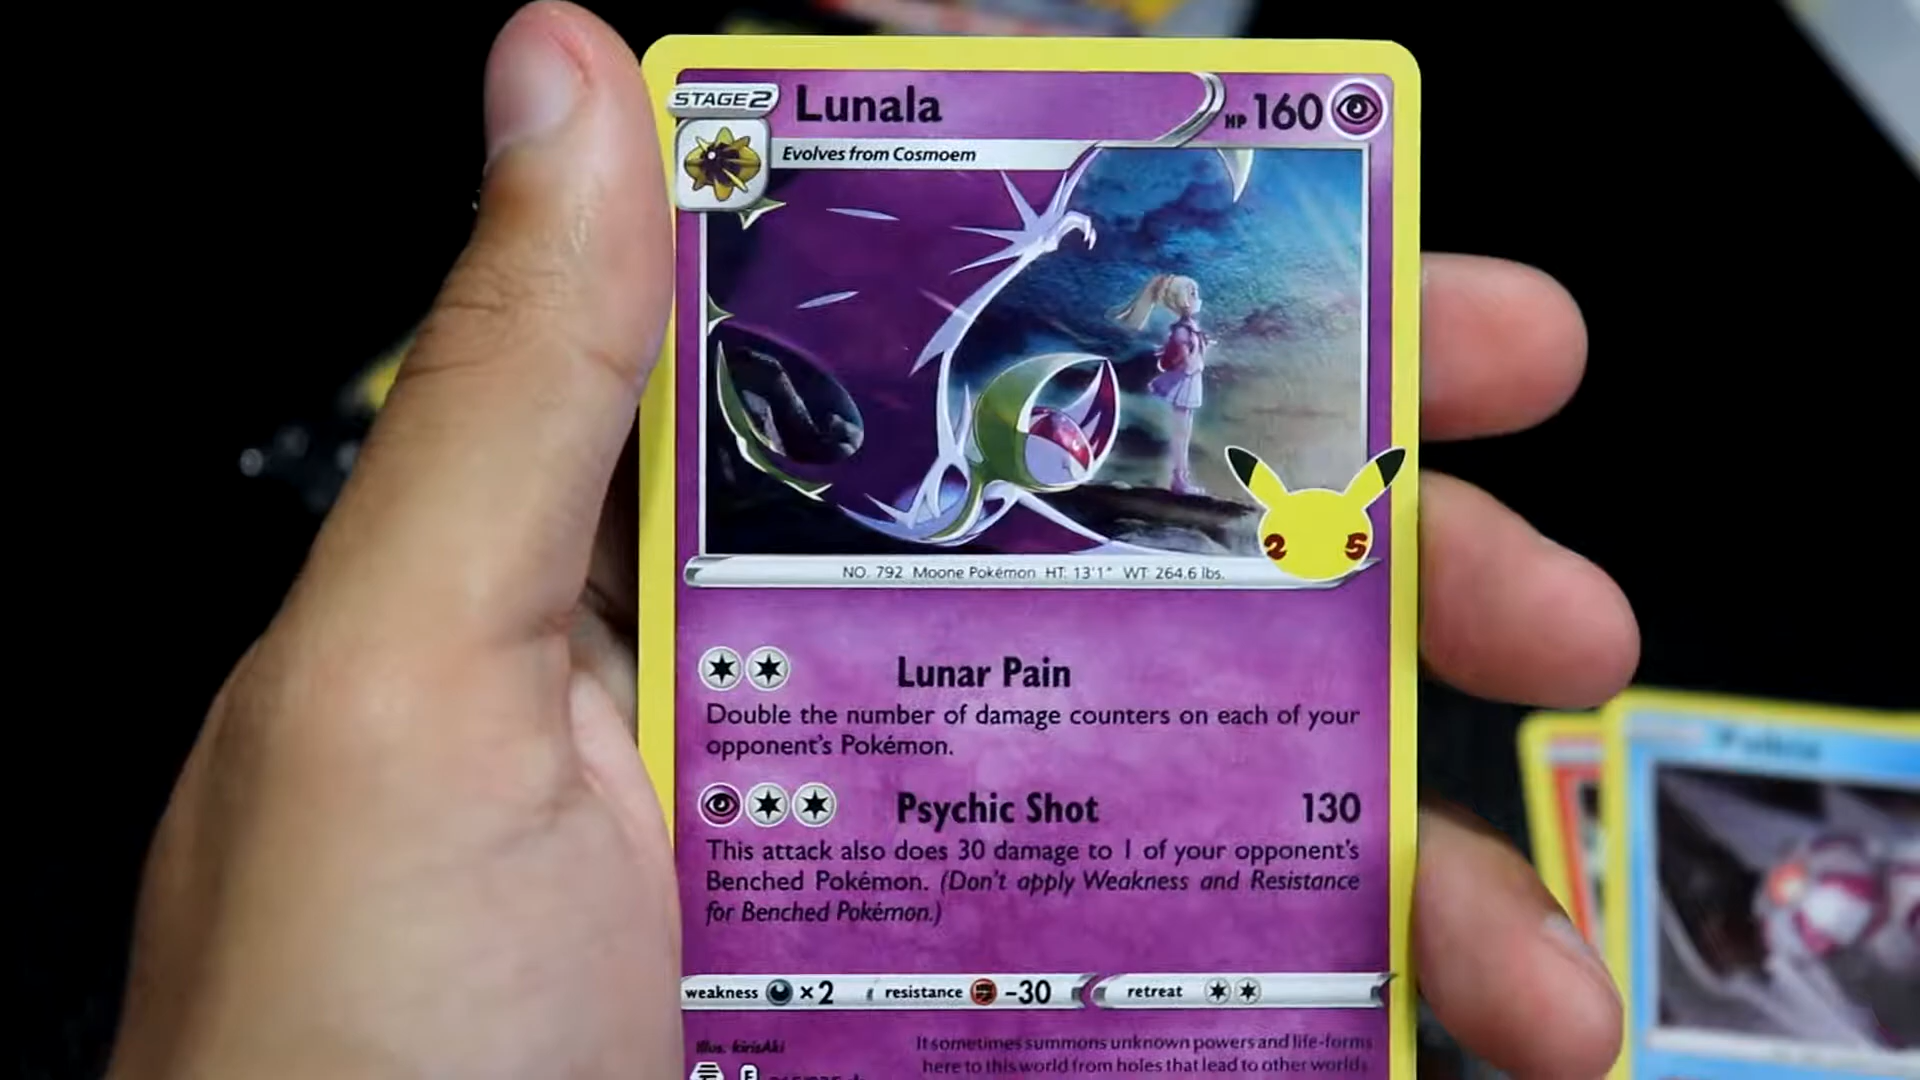 STAGE2 Lunala HP 160
Evolves from Cosmoem
25
NO. 792 Moone Pokémon HT: 13'1" WT: 264.6 lbs.
Lunar Pain
Double the number of damage counters on each of your
opponent's Pokémon.
Psychic Shot 130
This attack also does 30 damage to 1 of your opponent's
Benched Pokémon. (Don't apply Weakness and Resistance
for Benched Pokémon.)
weakness ×2 resistance -30 retreat
Illus. kirisAki
It sometimes summons unknown powers and life-forms
here to this world from holes that lead to other worlds.
E